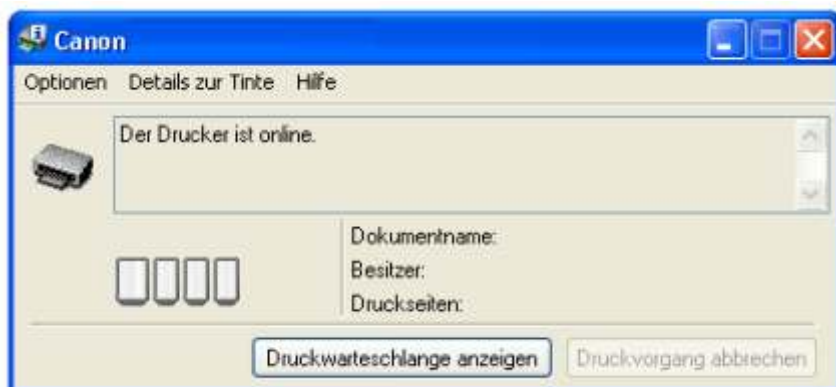 Canon
Optionen Details zur Tinte Hilfe
Der Drucker ist online.
Dokumentname:
Besitzer:
Druckseiten:
Druckwarteschlange anzeigen Druckvorgang abbrechen